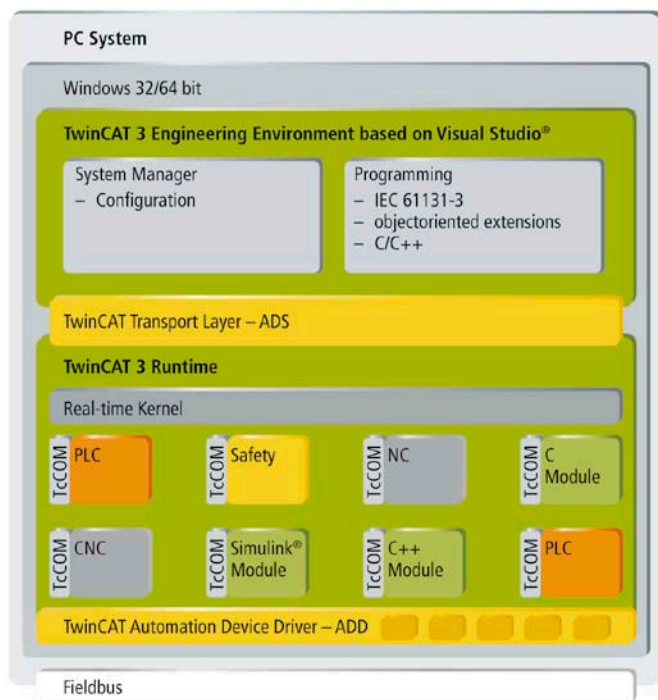 PC System
Windows 32/64 bit
TwinCAT 3 Engineering Environment based on Visual Studio®
System Manager
– Configuration
Programming
– IEC 61131-3
– objectoriented extensions
– C/C++
TwinCAT Transport Layer – ADS
TwinCAT 3 Runtime
Real-time Kernel
TcCOM
PLC
TcCOM
Safety
TcCOM
NC
TcCOM
C
Module
TcCOM
CNC
TcCOM
Simulink®
Module
TcCOM
C++
Module
TcCOM
PLC
TwinCAT Automation Device Driver – ADD
Fieldbus